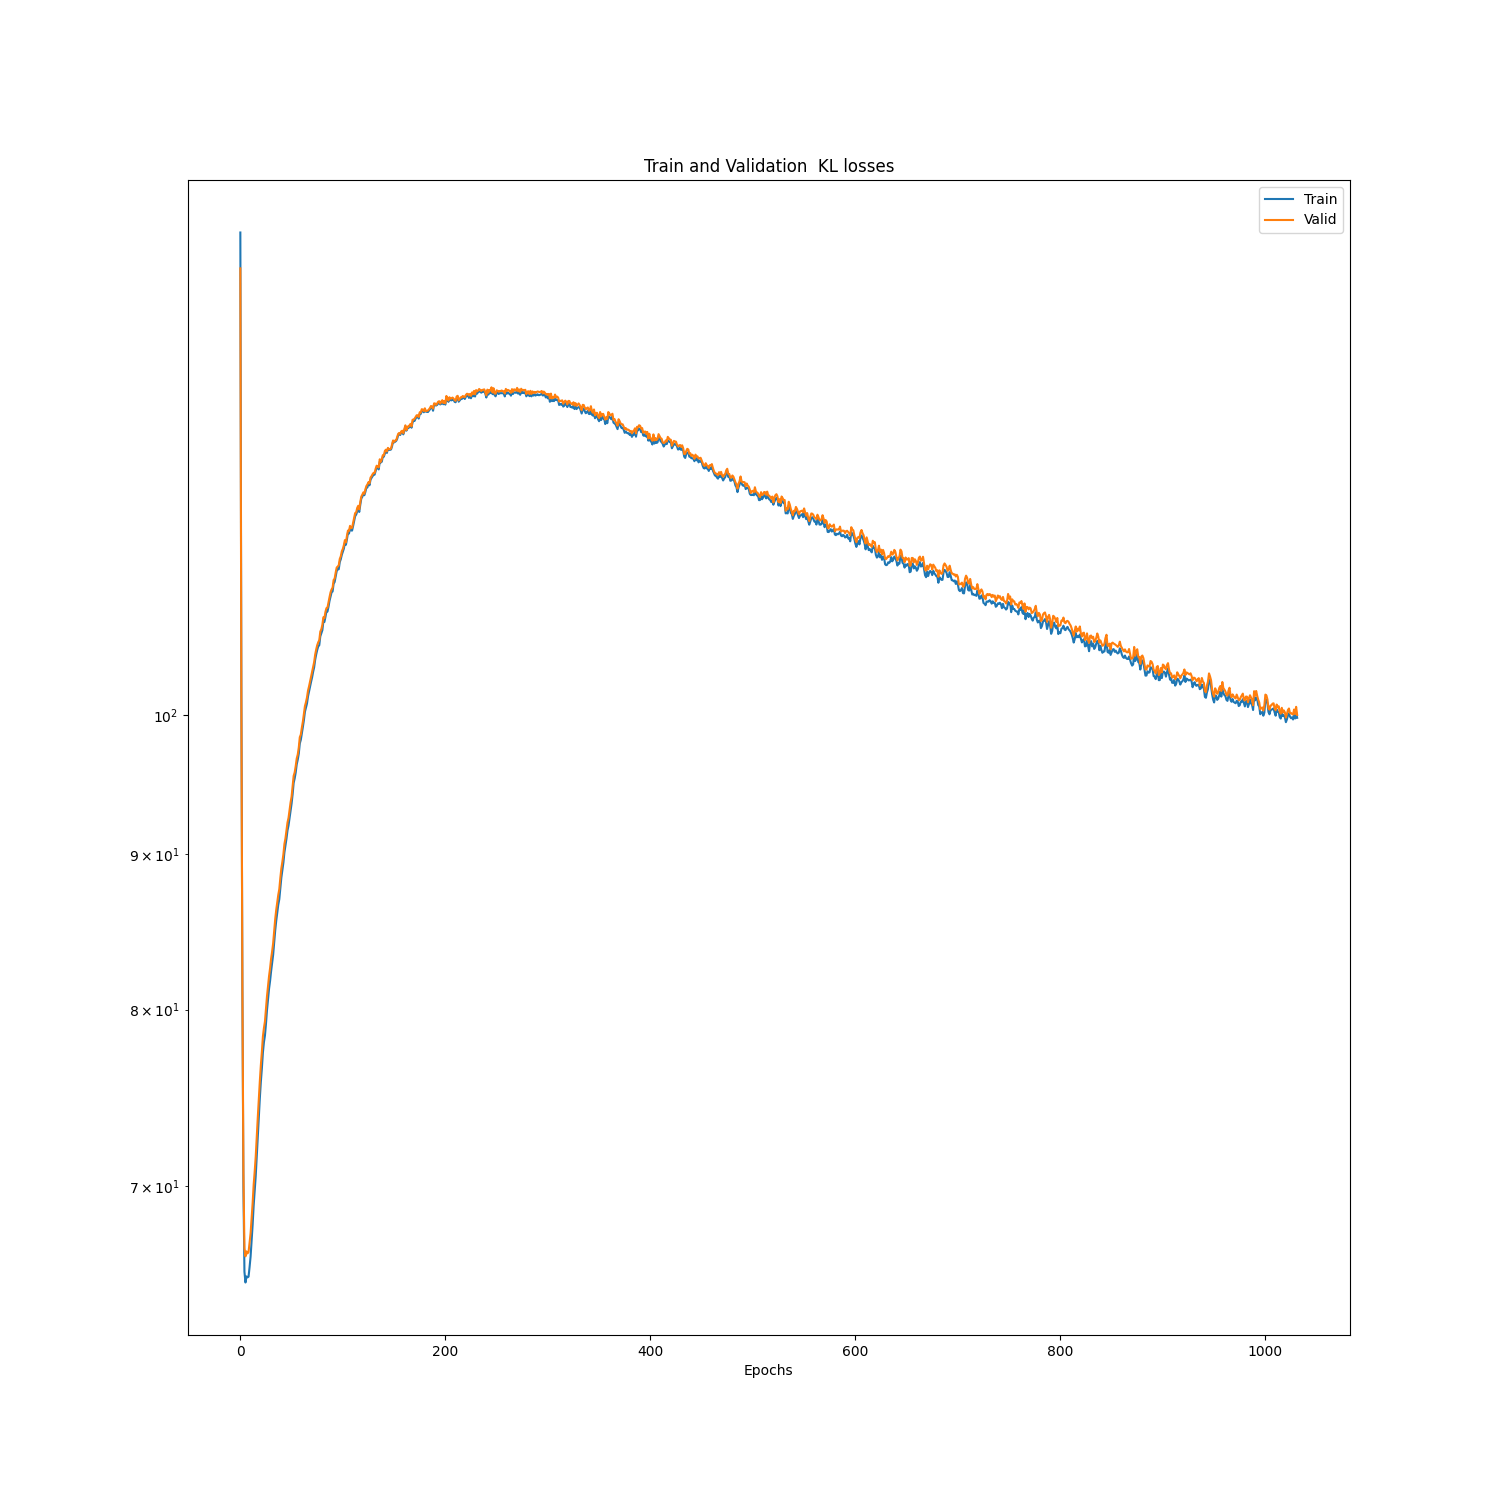 Train and Validation  KL losses
Train
Valid
10²
9 × 10¹
8 × 10¹
7 × 10¹
0 200 400 600 800 1000
Epochs